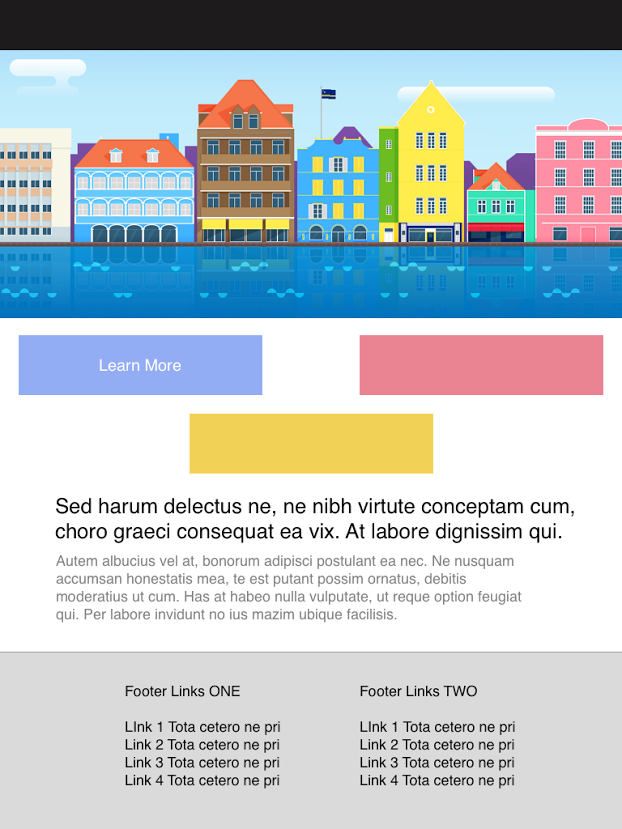 Learn More
Sed harum delectus ne, ne nibh virtute conceptam cum,
choro graeci consequat ea vix. At labore dignissim qui.
Autem albucius vel at, bonorum adipisci postulant ea nec. Ne nusquam
accumsan honestatis mea, te est putant possim ornatus, debitis
moderatius ut cum. Has at habeo nulla vulputate, ut reque option feugiat
qui. Per labore invidunt no ius mazim ubique facilisis.
Footer Links ONE
LInk 1 Tota cetero ne pri
Link 2 Tota cetero ne pri
Link 3 Tota cetero ne pri
Link 4 Tota cetero ne pri
Footer Links TWO
LInk 1 Tota cetero ne pri
Link 2 Tota cetero ne pri
Link 3 Tota cetero ne pri
Link 4 Tota cetero ne pri